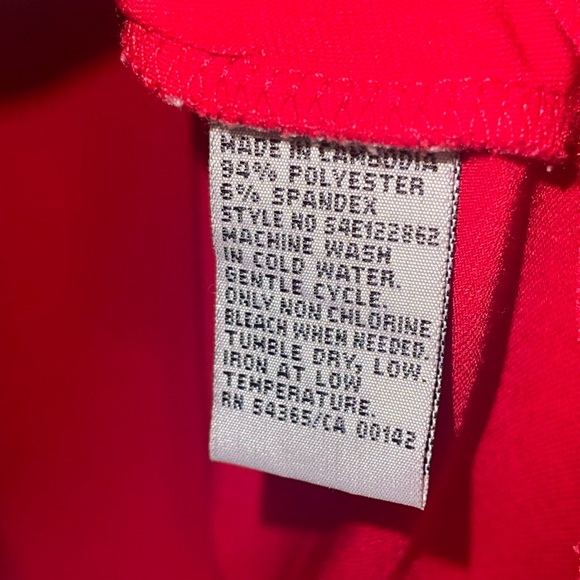 MADE IN CAMBODIA
94% POLYESTER
6% SPANDEX
STYLE NO S4E122962
MACHINE WASH
IN COLD WATER.
GENTLE CYCLE.
ONLY NON CHLORINE
BLEACH WHEN NEEDED.
TUMBLE DRY, LOW.
IRON AT LOW
TEMPERATURE.
RN 54365/CA 00142